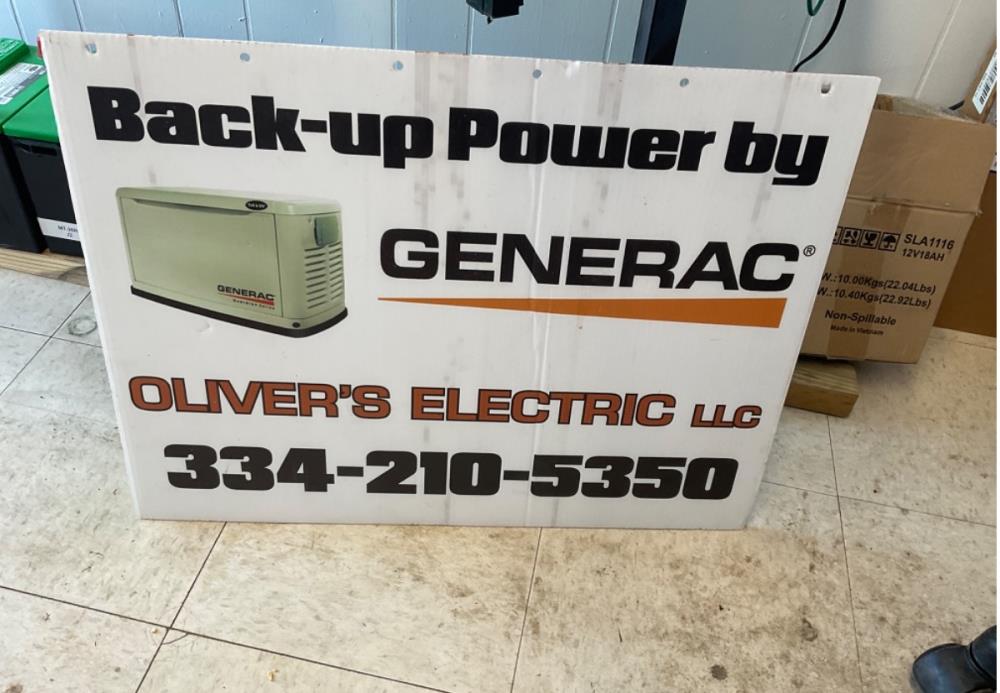 Back-up Power by
GENERAC
GENERAC®
OLIVER'S ELECTRIC LLC
334-210-5350
SLA1116
12V18AH
W.:10.00Kgs(22.04Lbs)
W.:10.40Kgs(22.92Lbs)
Non-Spillable
Made in Vietnam